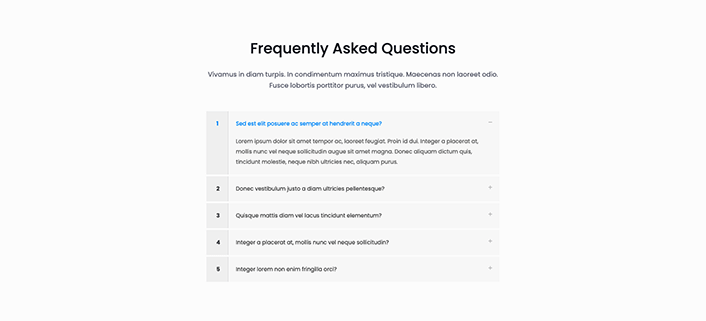 Frequently Asked Questions
Vivamus in diam turpis. In condimentum maximus tristique. Maecenas non laoreet odio.
Fusce lobortis porttitor purus, vel vestibulum libero.
1 Sed est elit posuere ac semper at hendrerit a neque? −
Lorem ipsum dolor sit amet tempor ac, laoreet feugiat. Proin id dui. Integer a placerat at,
mollis nunc vel neque sollicitudin augue sit amet magna. Donec aliquam dictum quis,
tincidunt molestie, neque nibh ultricies nec, aliquam purus.
2 Donec vestibulum justo a diam ultricies pellentesque? +
3 Quisque mattis diam vel lacus tincidunt elementum? +
4 Integer a placerat at, mollis nunc vel neque sollicitudin? +
5 Integer lorem non enim fringilla orci? +